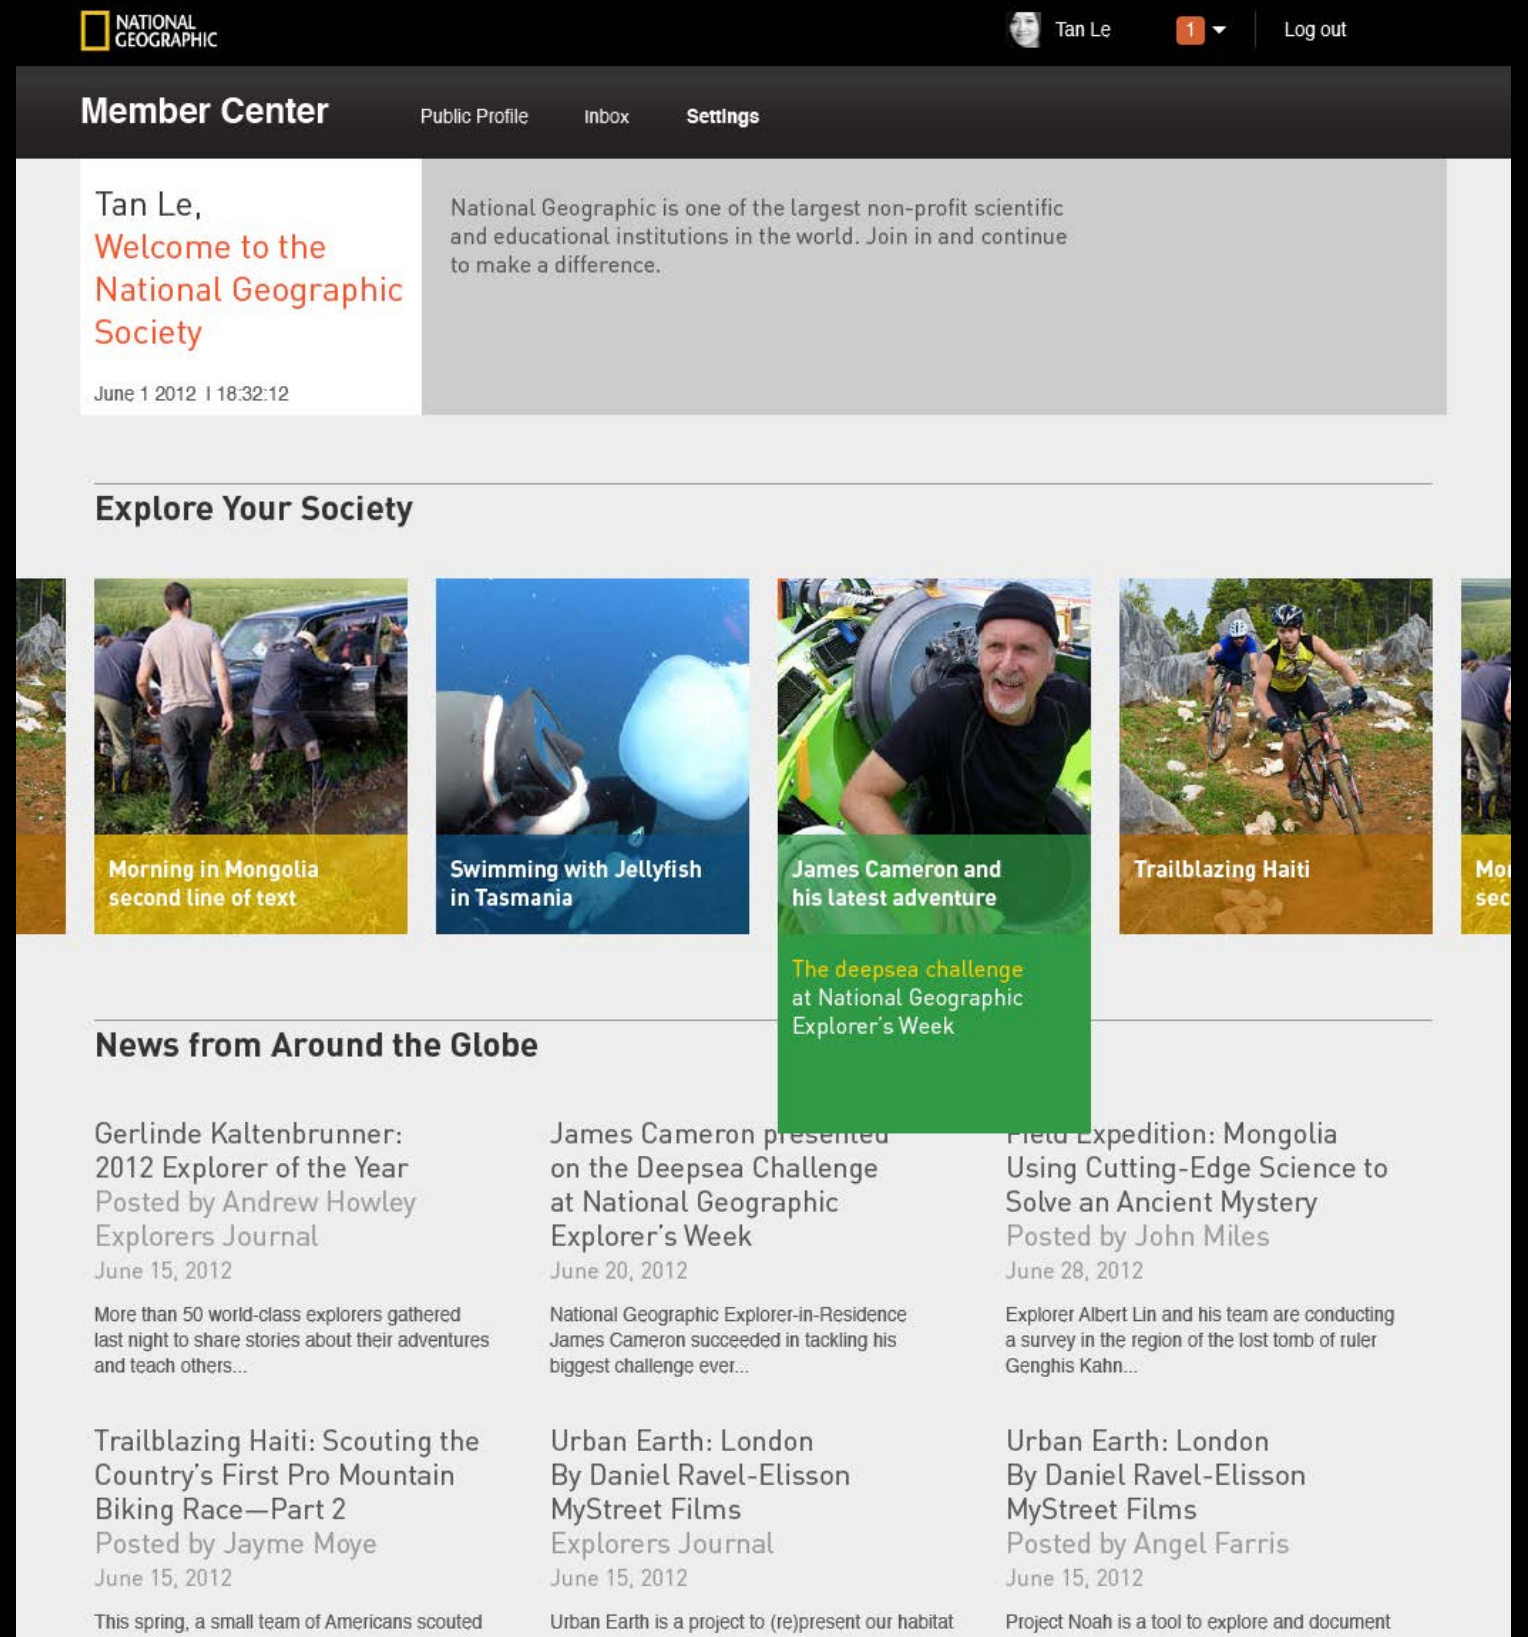 NATIONAL
GEOGRAPHIC
Tan Le
1
Log out
Member Center
Public Profile
Inbox
Settings
Tan Le,
Welcome to the
National Geographic
Society
June 1 2012 | 18:32:12
National Geographic is one of the largest non-profit scientific
and educational institutions in the world. Join in and continue
to make a difference.
Explore Your Society
Morning in Mongolia
second line of text
Swimming with Jellyfish
in Tasmania
James Cameron and
his latest adventure
The deepsea challenge
at National Geographic
Explorer's Week
Trailblazing Haiti
Mor
sec
News from Around the Globe
Gerlinde Kaltenbrunner:
2012 Explorer of the Year
Posted by Andrew Howley
Explorers Journal
June 15, 2012
More than 50 world-class explorers gathered
last night to share stories about their adventures
and teach others...
James Cameron presented
on the Deepsea Challenge
at National Geographic
Explorer's Week
June 20, 2012
National Geographic Explorer-in-Residence
James Cameron succeeded in tackling his
biggest challenge ever...
Field Expedition: Mongolia
Using Cutting-Edge Science to
Solve an Ancient Mystery
Posted by John Miles
June 28, 2012
Explorer Albert Lin and his team are conducting
a survey in the region of the lost tomb of ruler
Genghis Kahn...
Trailblazing Haiti: Scouting the
Country's First Pro Mountain
Biking Race—Part 2
Posted by Jayme Moye
June 15, 2012
This spring, a small team of Americans scouted
Urban Earth: London
By Daniel Ravel-Elisson
MyStreet Films
Explorers Journal
June 15, 2012
Urban Earth is a project to (re)present our habitat
Urban Earth: London
By Daniel Ravel-Elisson
MyStreet Films
Posted by Angel Farris
June 15, 2012
Project Noah is a tool to explore and document